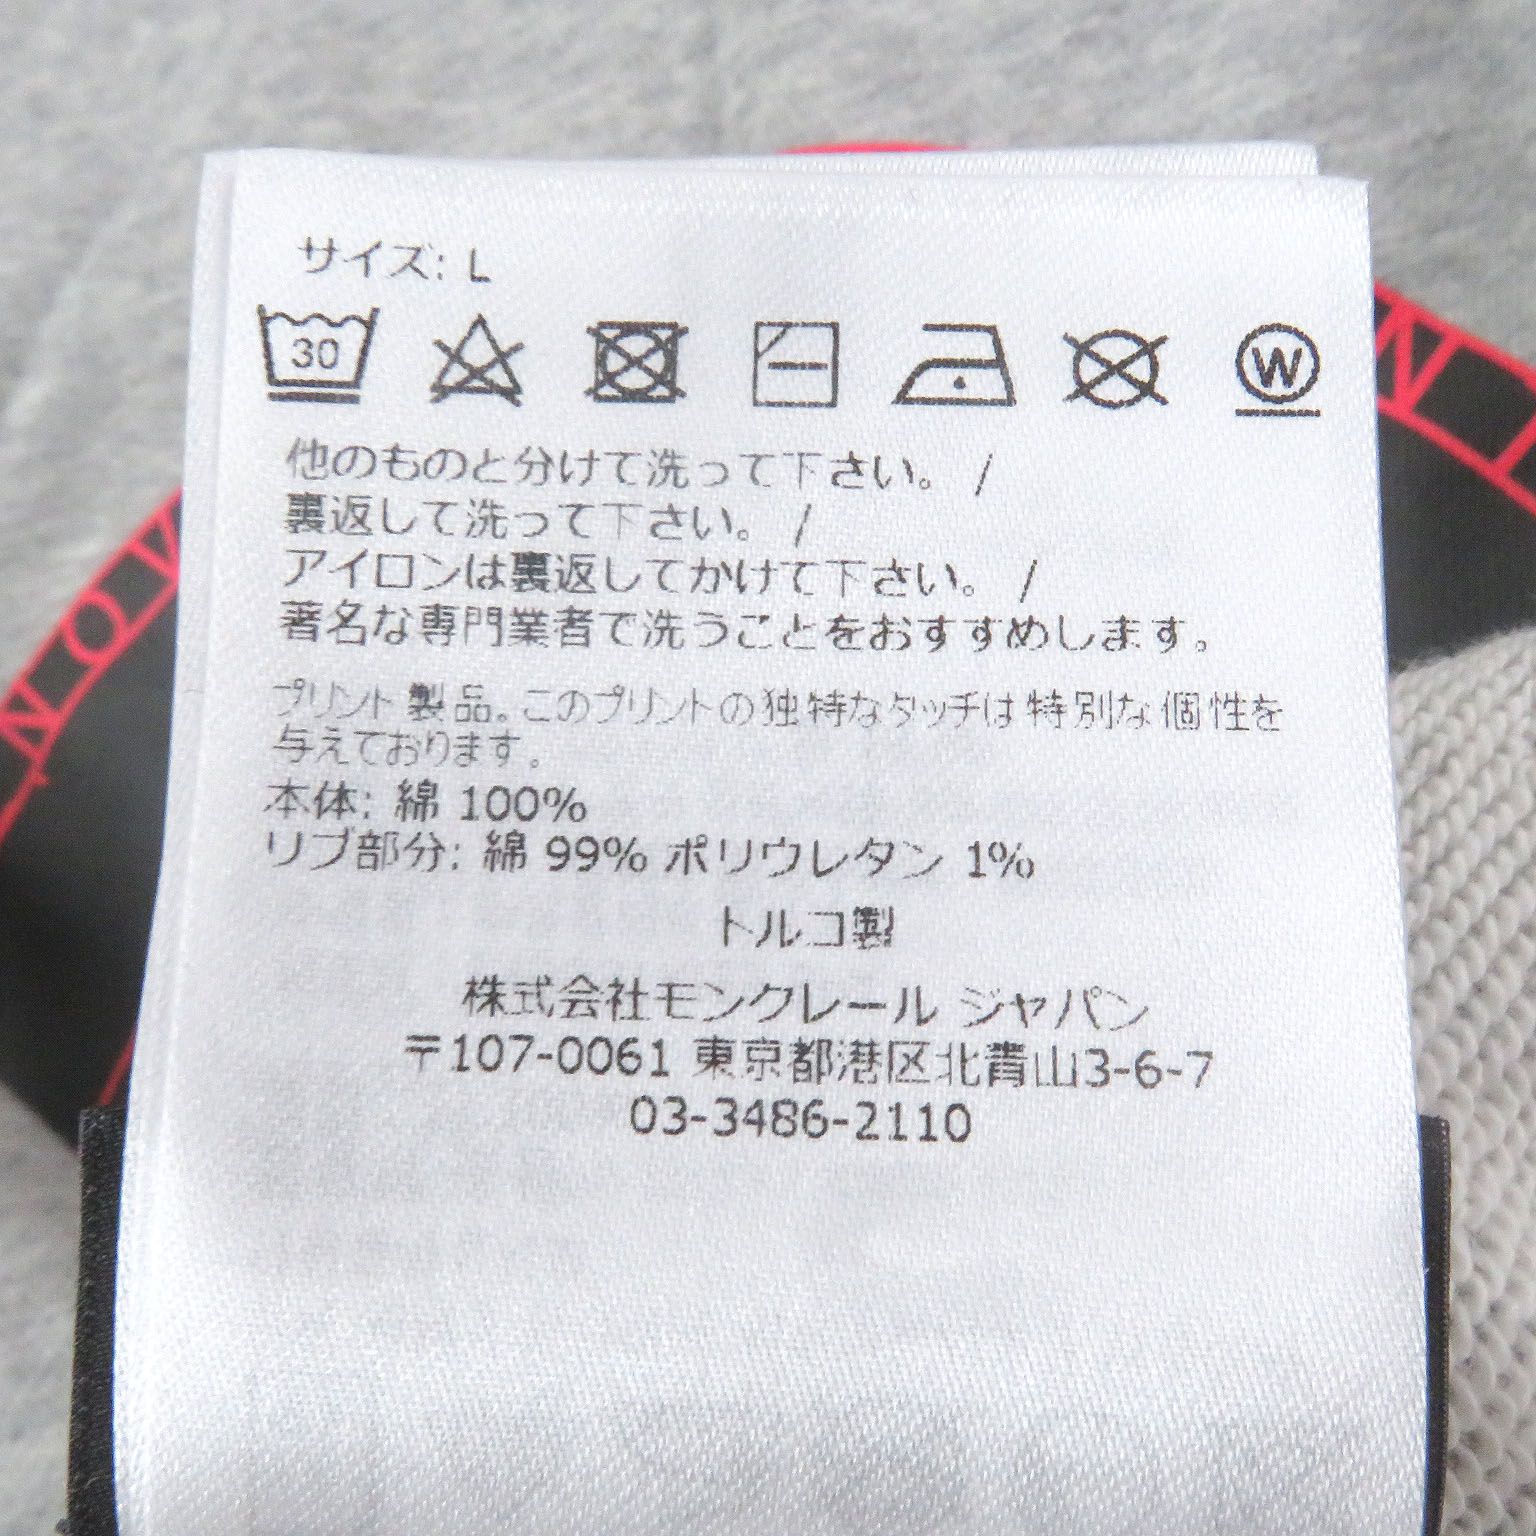 サイズ: L
30
W
他のものと分けて洗って下さい。 /
裏返して洗って下さい。 /
アイロンは裏返してかけて下さい。 /
著名な専門業者で洗うことをおすすめします。
プリント製品。このプリントの独特なタッチは特別な個性を
与えております。
本体: 綿 100%
リブ部分: 綿 99% ポリウレタン 1%
トルコ製
株式会社モンクレール ジャパン
〒107-0061 東京都港区北青山3-6-7
03-3486-2110